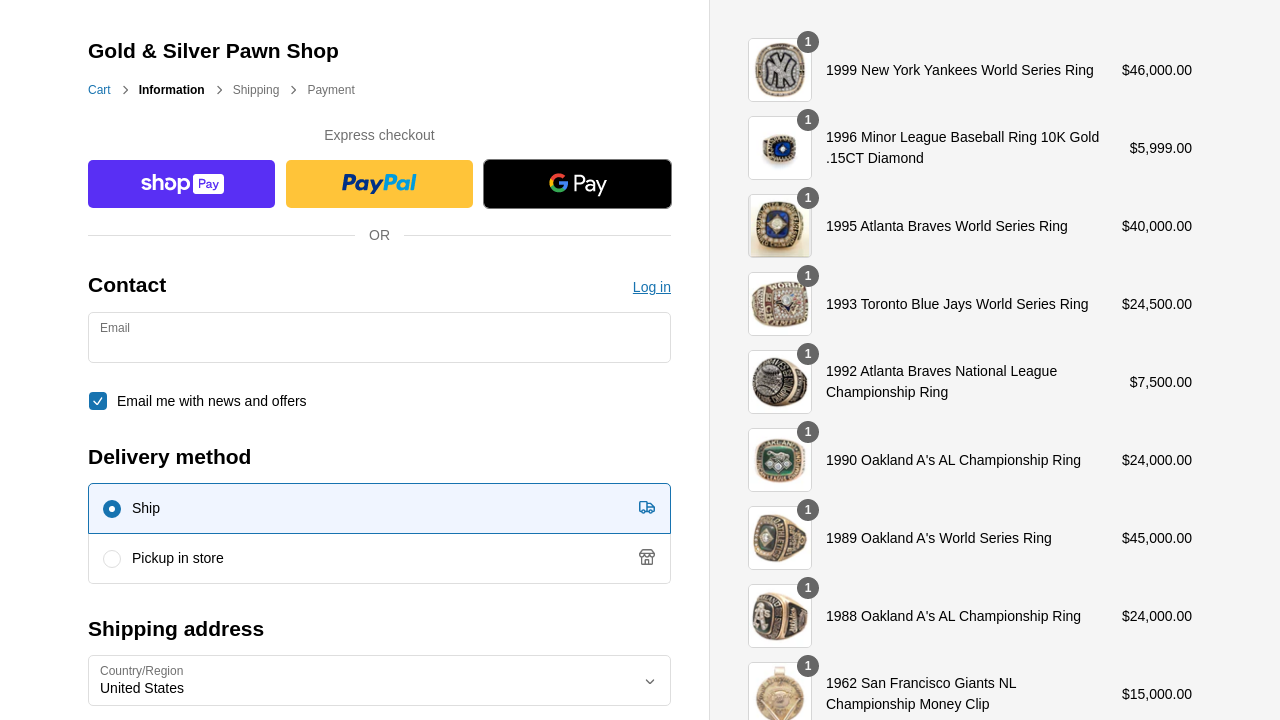 Gold & Silver Pawn Shop
Cart
Information
Shipping
Payment
Express checkout
shop Pay
PayPal
G Pay
OR
Contact
Log in
Email
Email me with news and offers
Delivery method
Ship
Pickup in store
Shipping address
Country/Region
United States
1
1999 New York Yankees World Series Ring
$46,000.00
1
1996 Minor League Baseball Ring 10K Gold
.15CT Diamond
$5,999.00
1
1995 Atlanta Braves World Series Ring
$40,000.00
1
1993 Toronto Blue Jays World Series Ring
$24,500.00
1
1992 Atlanta Braves National League
Championship Ring
$7,500.00
1
1990 Oakland A's AL Championship Ring
$24,000.00
1
1989 Oakland A's World Series Ring
$45,000.00
1
1988 Oakland A's AL Championship Ring
$24,000.00
1
1962 San Francisco Giants NL
Championship Money Clip
$15,000.00